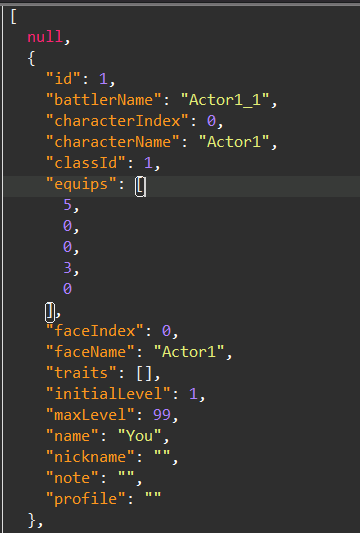 [
null,
{
"id": 1,
"battlerName": "Actor1_1",
"characterIndex": 0,
"characterName": "Actor1",
"classId": 1,
"equips": [
5,
0,
0,
3,
0
],
"faceIndex": 0,
"faceName": "Actor1",
"traits": [],
"initialLevel": 1,
"maxLevel": 99,
"name": "You",
"nickname": "",
"note": "",
"profile": ""
},